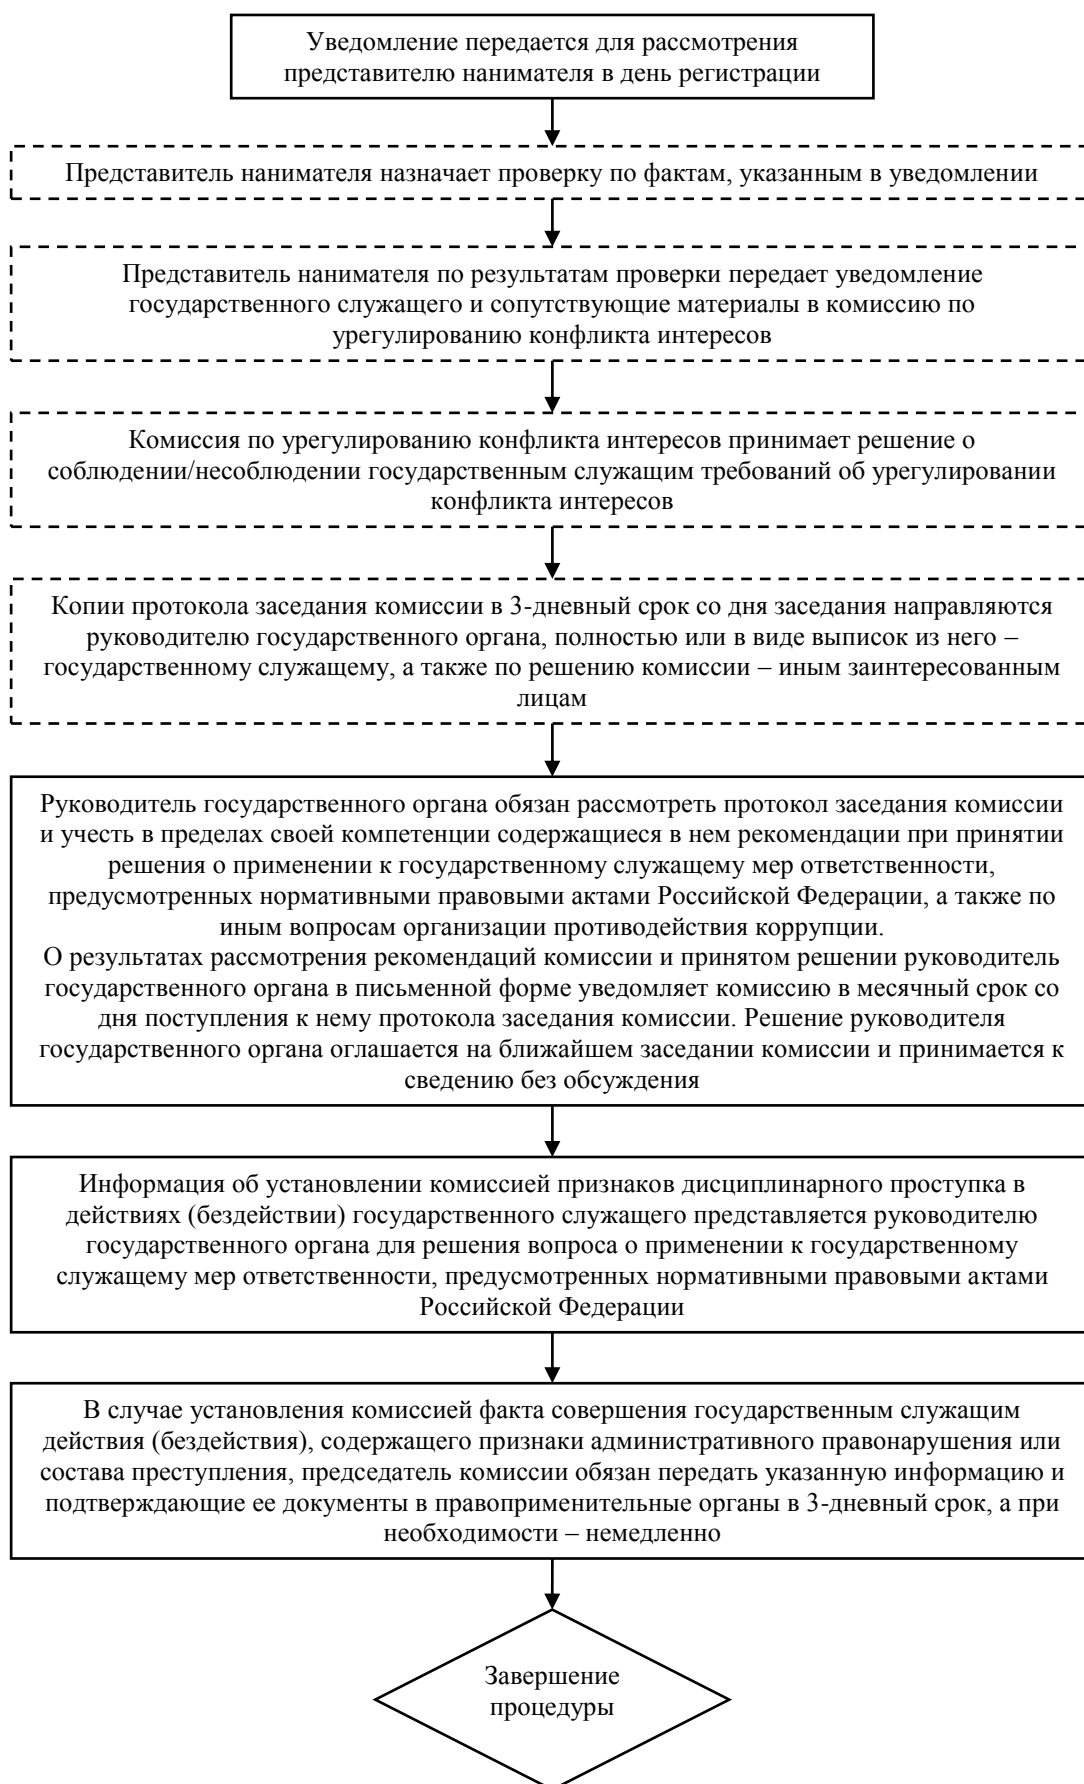 Уведомление передается для рассмотрения
представителю нанимателя в день регистрации
Представитель нанимателя назначает проверку по фактам, указанным в уведомлении
Представитель нанимателя по результатам проверки передает уведомление
государственного служащего и сопутствующие материалы в комиссию по
урегулированию конфликта интересов
Комиссия по урегулированию конфликта интересов принимает решение о
соблюдении/несоблюдении государственным служащим требований об урегулировании
конфликта интересов
Копии протокола заседания комиссии в 3-дневный срок со дня заседания направляются
руководителю государственного органа, полностью или в виде выписок из него –
государственному служащему, а также по решению комиссии – иным заинтересованным
лицам
Руководитель государственного органа обязан рассмотреть протокол заседания комиссии
и учесть в пределах своей компетенции содержащиеся в нем рекомендации при принятии
решения о применении к государственному служащему мер ответственности,
предусмотренных нормативными правовыми актами Российской Федерации, а также по
иным вопросам организации противодействия коррупции.
О результатах рассмотрения рекомендаций комиссии и принятом решении руководитель
государственного органа в письменной форме уведомляет комиссию в месячный срок со
дня поступления к нему протокола заседания комиссии. Решение руководителя
государственного органа оглашается на ближайшем заседании комиссии и принимается к
сведению без обсуждения
Информация об установлении комиссией признаков дисциплинарного проступка в
действиях (бездействии) государственного служащего представляется руководителю
государственного органа для решения вопроса о применении к государственному
служащему мер ответственности, предусмотренных нормативными правовыми актами
Российской Федерации
В случае установления комиссией факта совершения государственным служащим
действия (бездействия), содержащего признаки административного правонарушения или
состава преступления, председатель комиссии обязан передать указанную информацию и
подтверждающие ее документы в правоприменительные органы в 3-дневный срок, а при
необходимости – немедленно
Завершение
процедуры